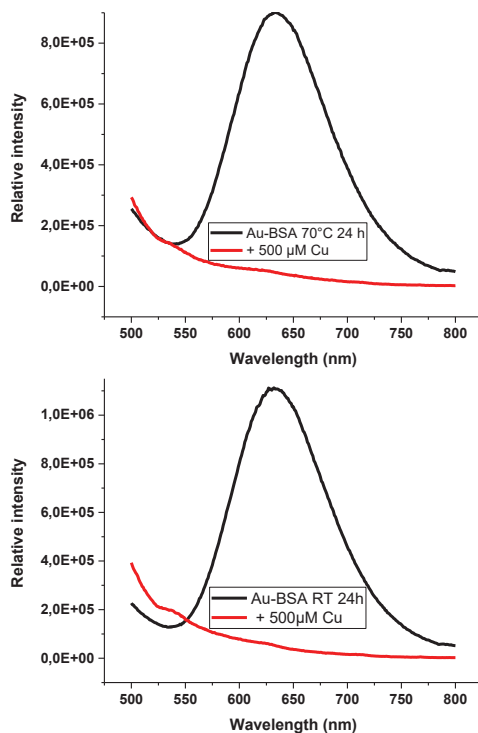 8,0E+05
6,0E+05
4,0E+05
2,0E+05
0,0E+00
Relative intensity
Au-BSA 70°C 24 h
+ 500 µM Cu
500 550 600 650 700 750 800
Wavelength (nm)
1,0E+06
8,0E+05
6,0E+05
4,0E+05
2,0E+05
0,0E+00
Relative intensity
Au-BSA RT 24h
+ 500µM Cu
500 550 600 650 700 750 800
Wavelength (nm)